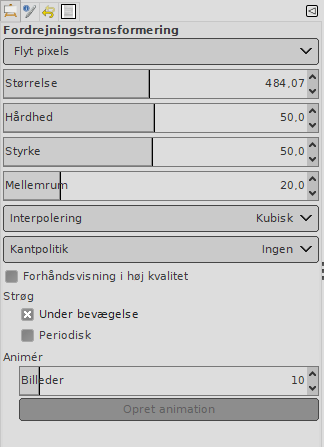 Fordrejningstransformering
Flyt pixels
Størrelse 484,07
Hårdhed 50,0
Styrke 50,0
Mellemrum 20,0
Interpolering Kubisk
Kantpolitik Ingen
Forhåndsvisning i høj kvalitet
Strøg
Under bevægelse
Periodisk
Animér
Billeder 10
Opret animation